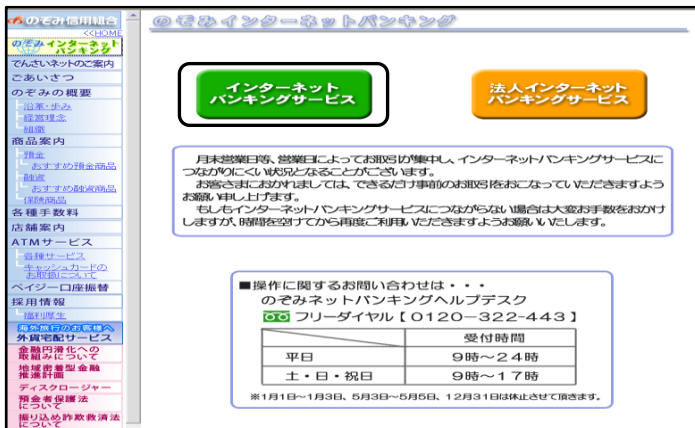 のぞみ信用組合
<<HOME
のぞみインターネット
バンキング
でんさいネットのご案内
ごあいさつ
のぞみの概要
沿革・歩み
経営理念
組織
商品案内
預金
おすすめ預金商品
融資
おすすめ融資商品
保険商品
各種手数料
店舗案内
ATMサービス
各種サービス
キャッシュカードの
お取扱について
ペイジー口座振替
採用情報
福利厚生
海外旅行のお客様へ
外貨宅配サービス
金融円滑化への
取組みについて
地域密着型金融
推進計画
ディスクロージャー
預金者保護法
について
振り込め詐欺救済法
について
のぞみインターネットバンキング
インターネット
バンキングサービス
法人インターネット
バンキングサービス
月末営業日等、営業日によってお取引が集中し、インターネットバンキングサービスに
つながりにくい状況となることがございます。
お客さまにおかれましては、できるだけ事前のお取引をおこなっていただきますよう
お願い申し上げます。
もしもインターネットバンキングサービスにつながらない場合は大変お手数をおかけ
しますが、時間を空けてから再度ご利用いただきますようお願いいたします。
■操作に関するお問い合わせは・・・
のぞみネットバンキングヘルプデスク
フリーダイヤル【0120-322-443】
受付時間
平日 9時～24時
土・日・祝日 9時～17時
※1月1日～1月3日、5月3日～5月5日、12月31日は休止させて頂きます。